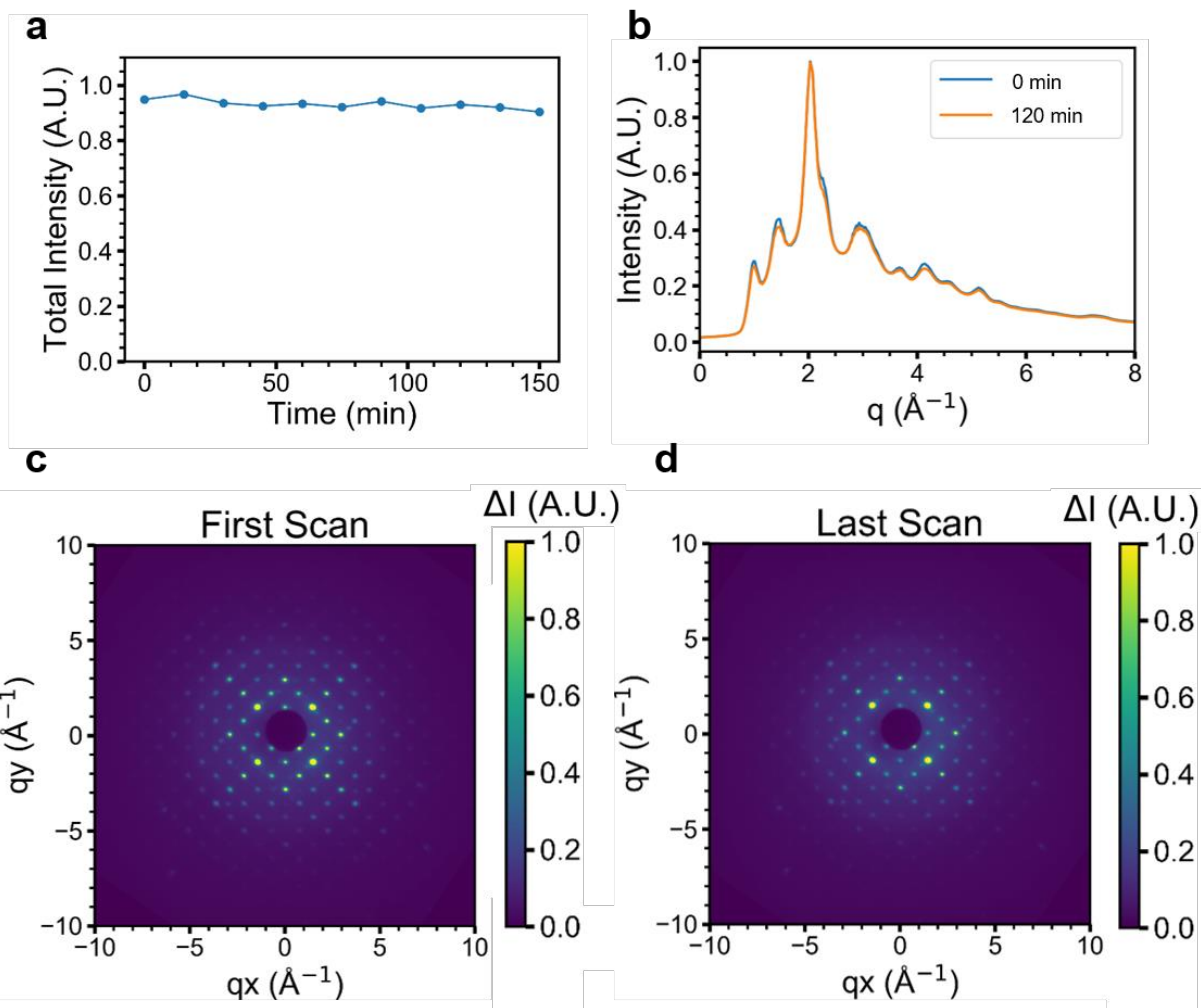 a
Total Intensity (A.U.)
1.0
0.8
0.6
0.4
0.2
0.0
0 50 100 150
Time (min)
b
Intensity (A.U.)
1.0
0.8
0.6
0.4
0.2
0.0
0 min
120 min
0 2 4 6 8
q (Å⁻¹)
c
First Scan
ΔI (A.U.)
qy (Å⁻¹)
10
5
0
−5
−10
−10 −5 0 5 10
qx (Å⁻¹)
1.0
0.8
0.6
0.4
0.2
0.0
d
Last Scan
ΔI (A.U.)
qy (Å⁻¹)
10
5
0
−5
−10
−10 −5 0 5 10
qx (Å⁻¹)
1.0
0.8
0.6
0.4
0.2
0.0